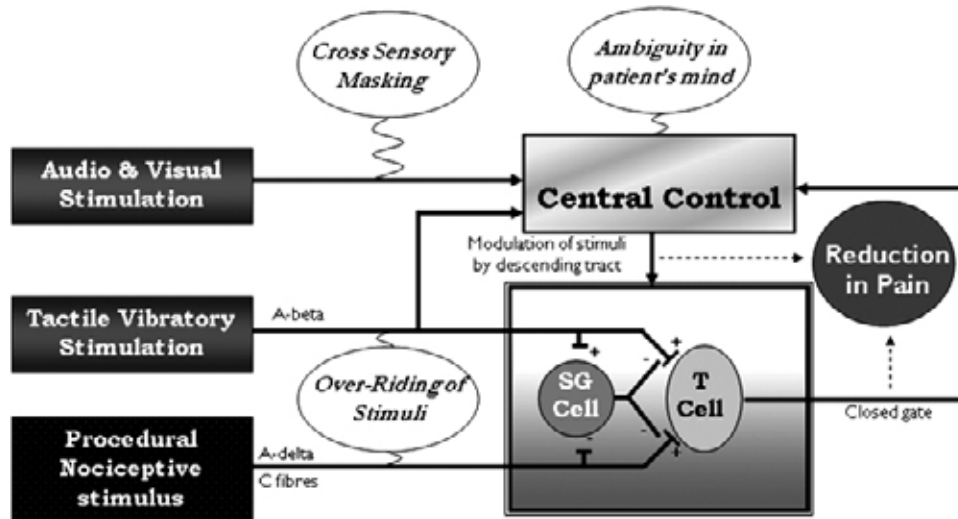 Cross Sensory
Masking
Ambiguity in
patient's mind
Audio & Visual
Stimulation
Central Control
Modulation of stimuli
by descending tract
Reduction
in Pain
Tactile Vibratory
Stimulation
A-beta
+
+
-
SG
Cell
T
Cell
Over-Riding of
Stimuli
-
-
+
Closed gate
Procedural
Nociceptive
stimulus
A-delta
C fibres